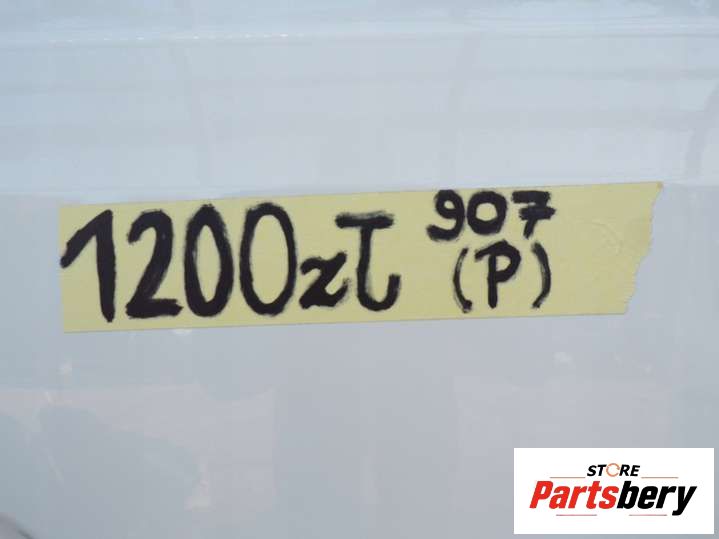 1200zł 907
(P)
STORE
Partsbery